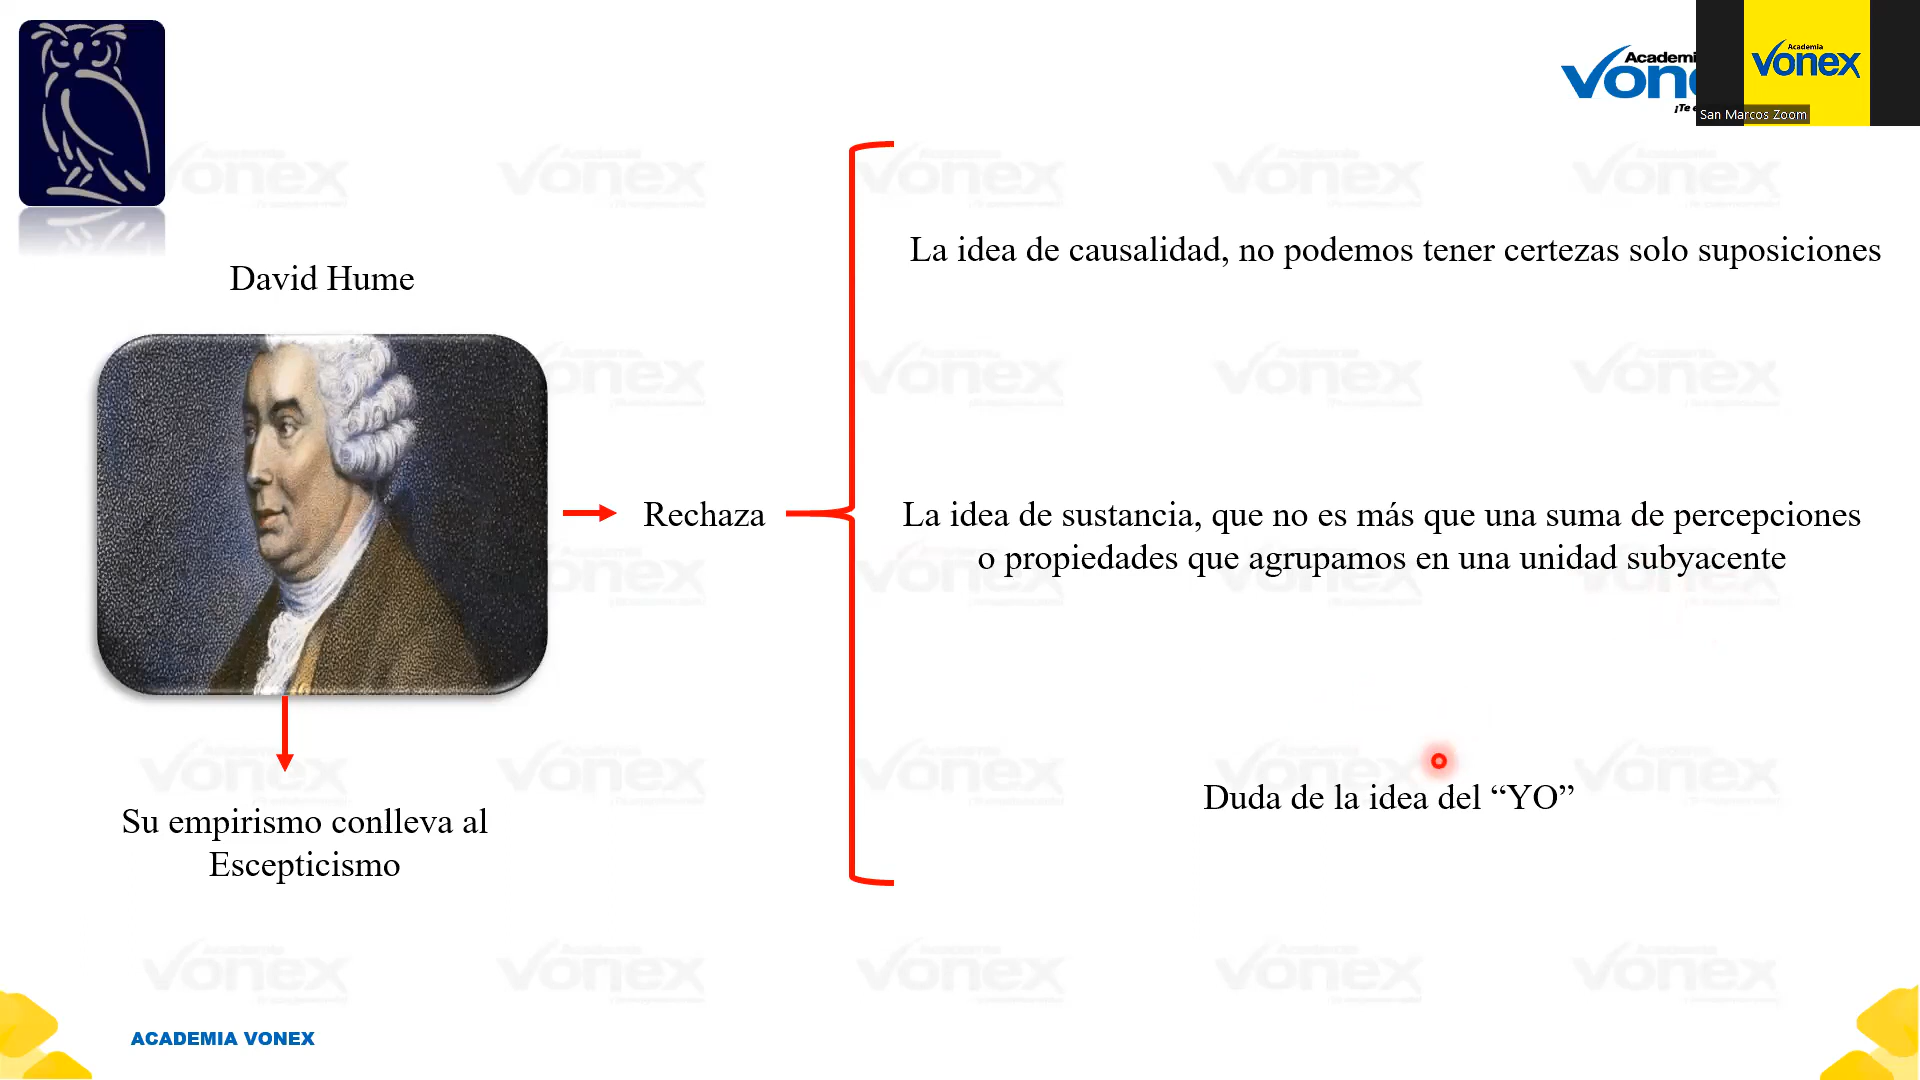 Academia
vonex
San Marcos Zoom
David Hume
La idea de causalidad, no podemos tener certezas solo suposiciones
Rechaza
La idea de sustancia, que no es más que una suma de percepciones
o propiedades que agrupamos en una unidad subyacente
Duda de la idea del “YO”
Su empirismo conlleva al
Escepticismo
ACADEMIA VONEX